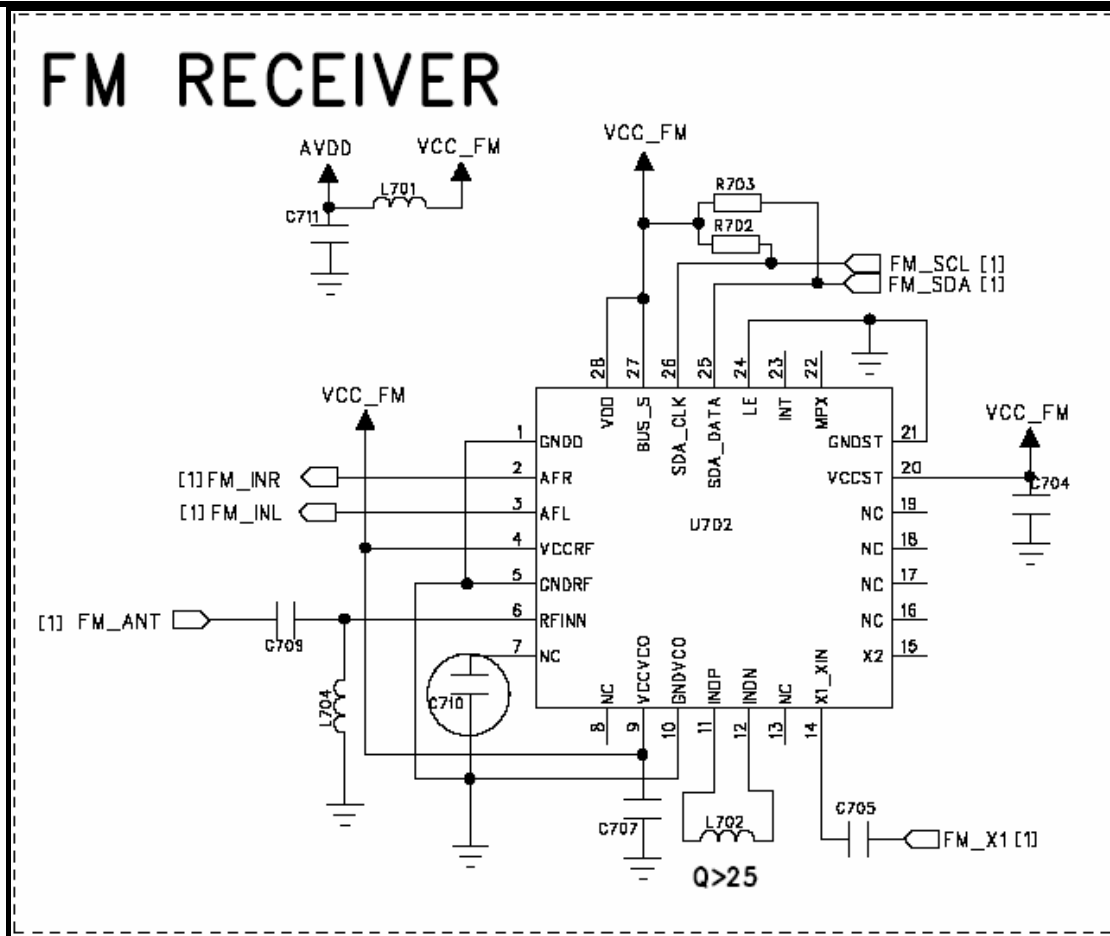 FM RECEIVER
AVDD
VCC_FM
L701
C711
VCC_FM
R703
R702
FM_SCL [1]
FM_SDA [1]
28
27
26
25
24
23
22
VDD
BUS_S
SDA_CLK
SDA_DATA
LE
INT
MPX
VCC_FM
VCC_FM
1
GNDD
GNDST
21
[1] FM_INR
2
AFR
VCCST
20
C704
[1] FM_INL
3
AFL
NC
19
U702
4
VCCRF
NC
18
5
GNDRF
NC
17
[1] FM_ANT
C709
6
RFINN
NC
16
7
NC
X2
15
C710
L704
NC
VCCVCO
GNDVCO
INDP
INDN
NC
X1_XIN
8
9
10
11
12
13
14
C707
L702
C705
FM_X1 [1]
Q>25